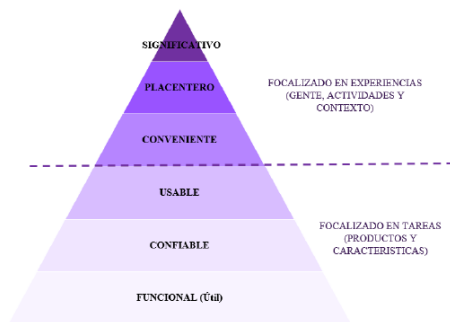 SIGNIFICATIVO
PLACENTERO
CONVENIENTE
FOCALIZADO EN EXPERIENCIAS
(GENTE, ACTIVIDADES Y
CONTEXTO)
USABLE
CONFIABLE
FUNCIONAL (Útil)
FOCALIZADO EN TAREAS
(PRODUCTOS Y
CARACTERISTICAS)